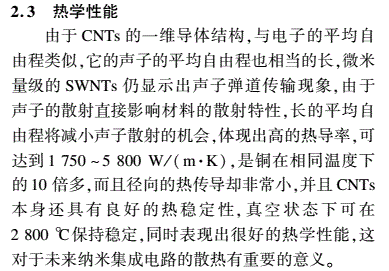 2.3 热学性能
由于 CNTs 的一维导体结构,与电子的平均自
由程类似,它的声子的平均自由程也相当的长,微米
量级的 SWNTs 仍显示出声子弹道传输现象,由于
声子的散射直接影响材料的散射特性,长的平均自
由程将减小声子散射的机会,体现出高的热导率,可
达到 1 750 ~ 5 800 W/(m·K),是铜在相同温度下
的 10 倍多,而且径向的热传导却非常小,并且 CNTs
本身还具有良好的热稳定性,真空状态下可在
2 800 ℃保持稳定,同时表现出很好的热学性能,这
对于未来纳米集成电路的散热有重要的意义。